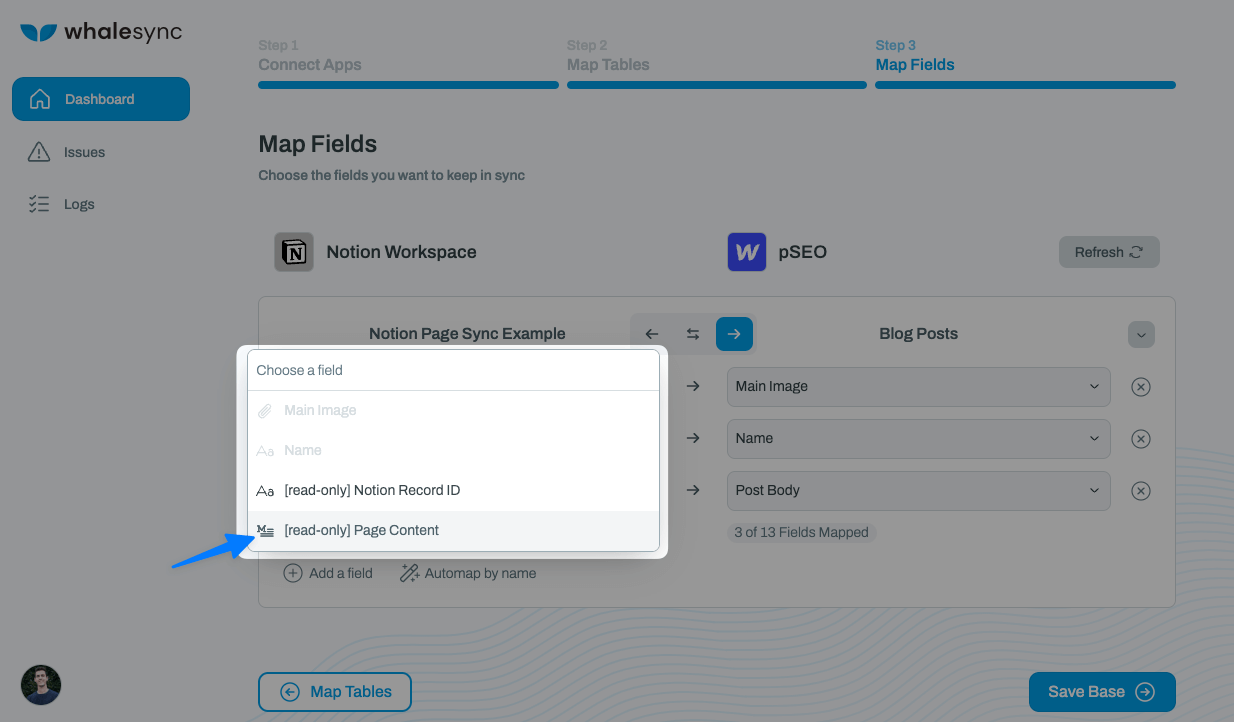 whalesync
Dashboard
Issues
Logs
Step 1
Connect Apps
Step 2
Map Tables
Step 3
Map Fields
Map Fields
Choose the fields you want to keep in sync
Notion Workspace
pSEO
Refresh
Notion Page Sync Example
Blog Posts
Choose a field
Main Image
Aa Name
Aa [read-only] Notion Record ID
[read-only] Page Content
Main Image
Name
Post Body
3 of 13 Fields Mapped
Add a field
Automap by name
Map Tables
Save Base